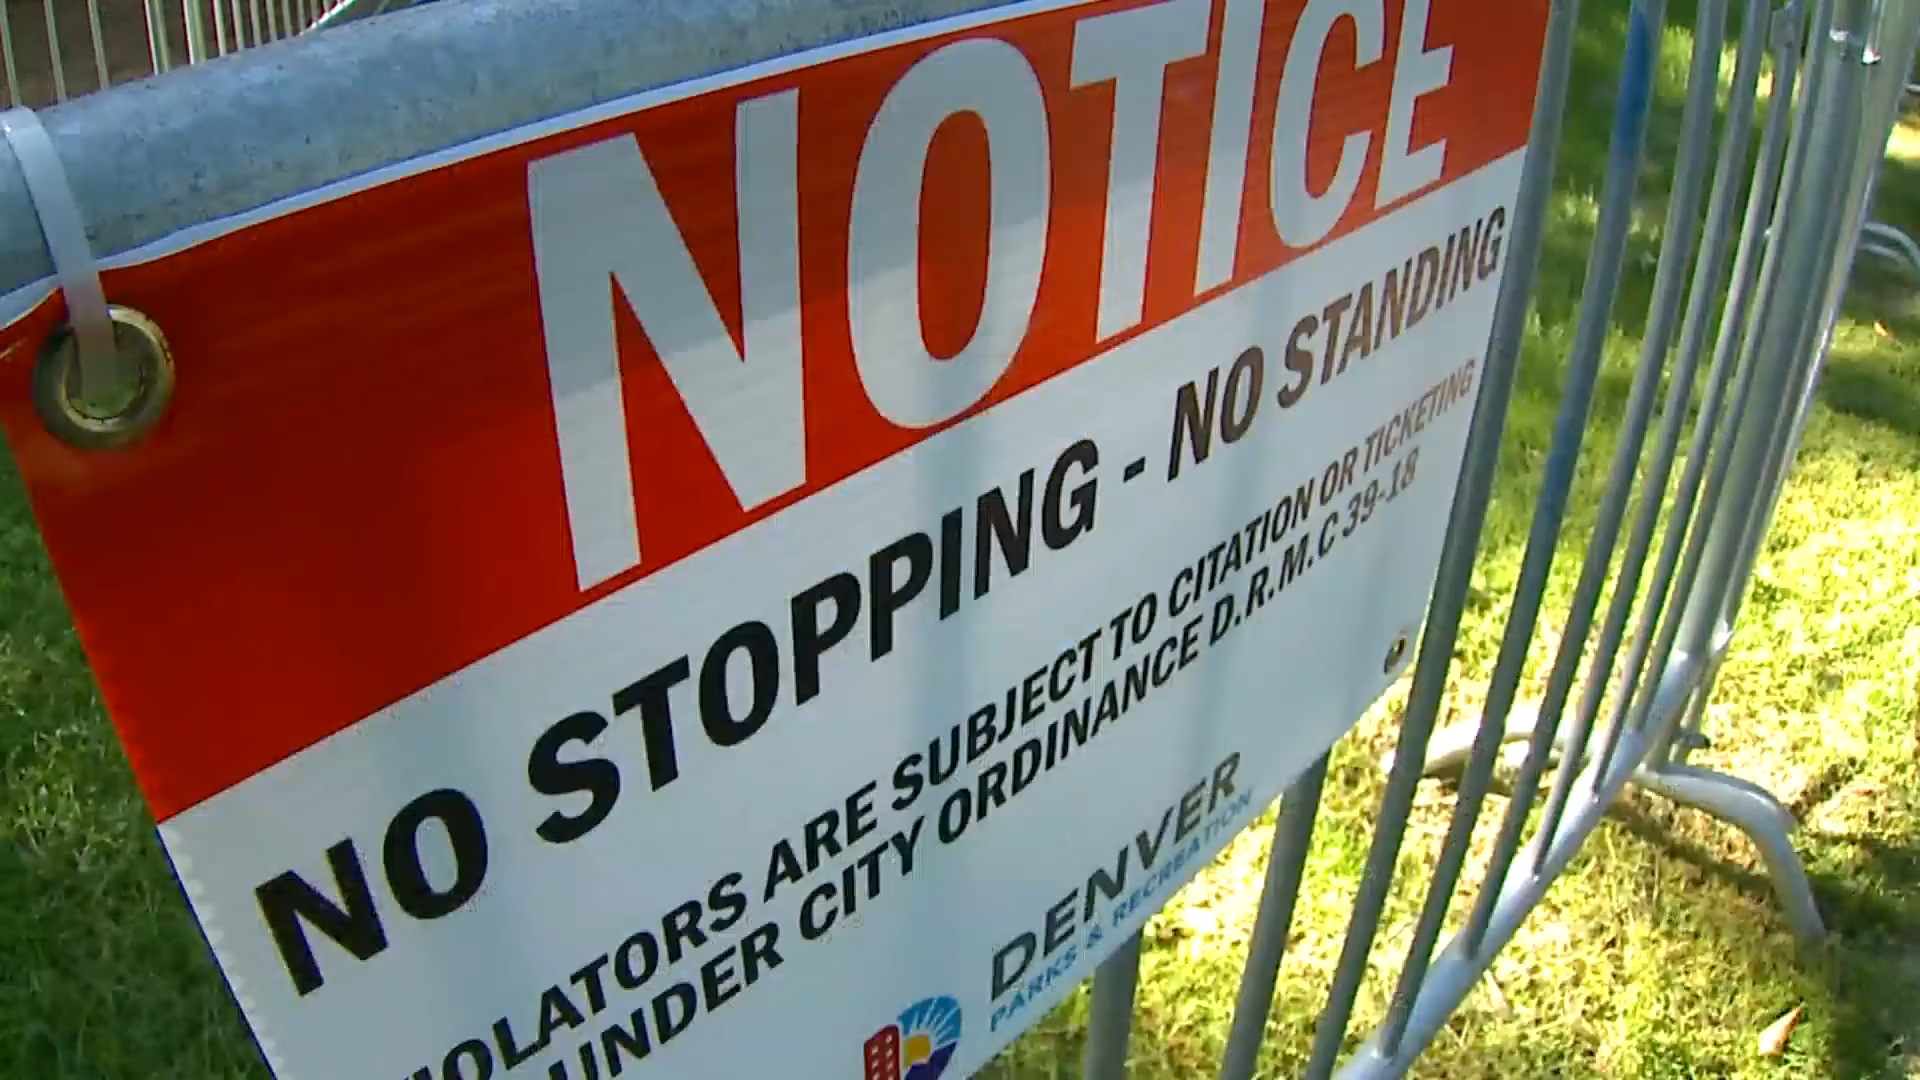 NOTICE
NO STOPPING - NO STANDING
VIOLATORS ARE SUBJECT TO CITATION OR TICKETING
UNDER CITY ORDINANCE D.R.M.C 39-18
DENVER
PARKS & RECREATION